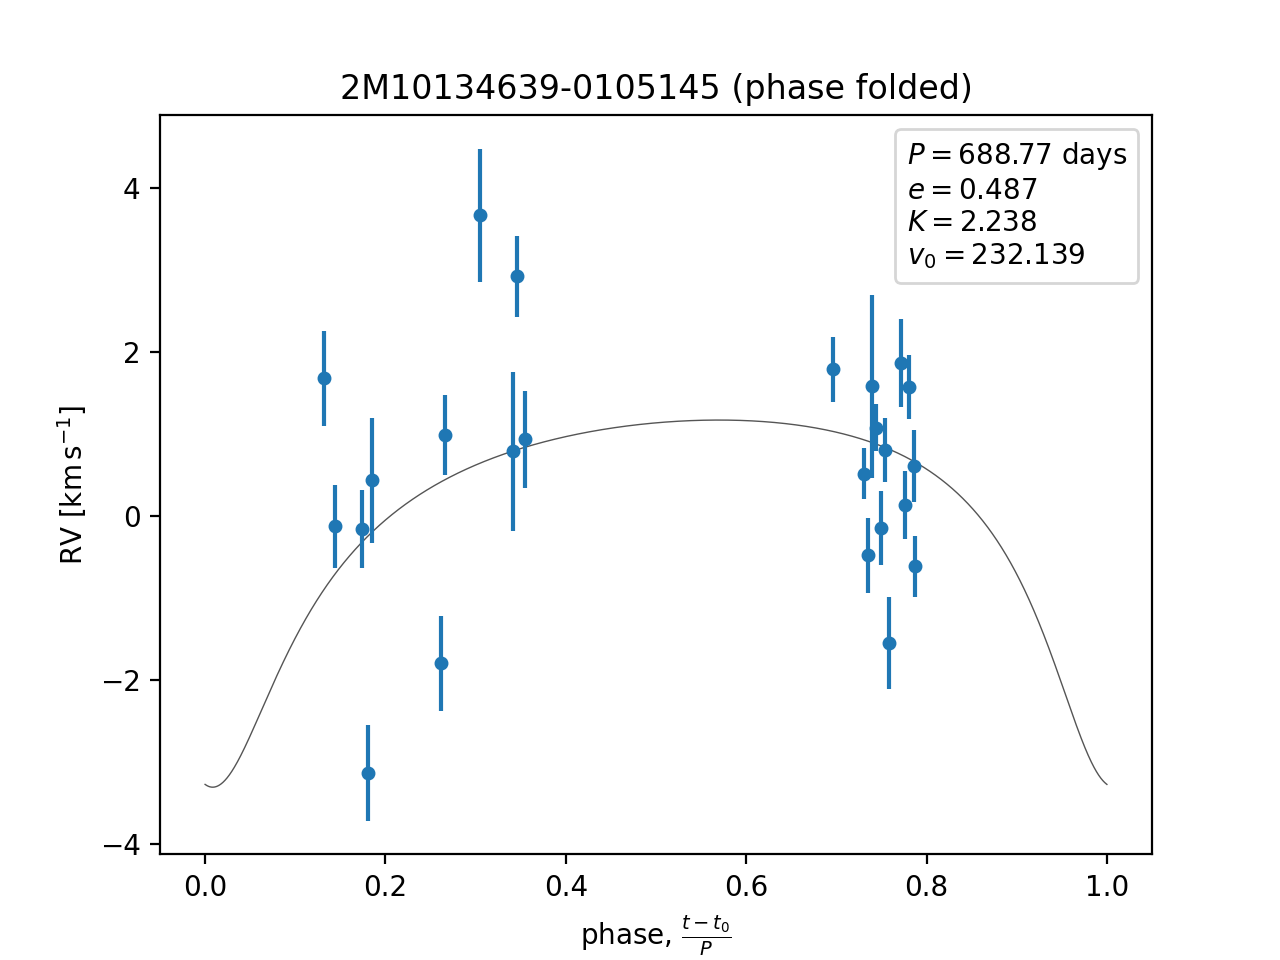 2M10134639-0105145 (phase folded)
P = 688.77 days
e = 0.487
K = 2.238
v₀ = 232.139
RV [km s⁻¹]
4
2
0
−2
−4
0.0 0.2 0.4 0.6 0.8 1.0
phase, (t − t₀)/P